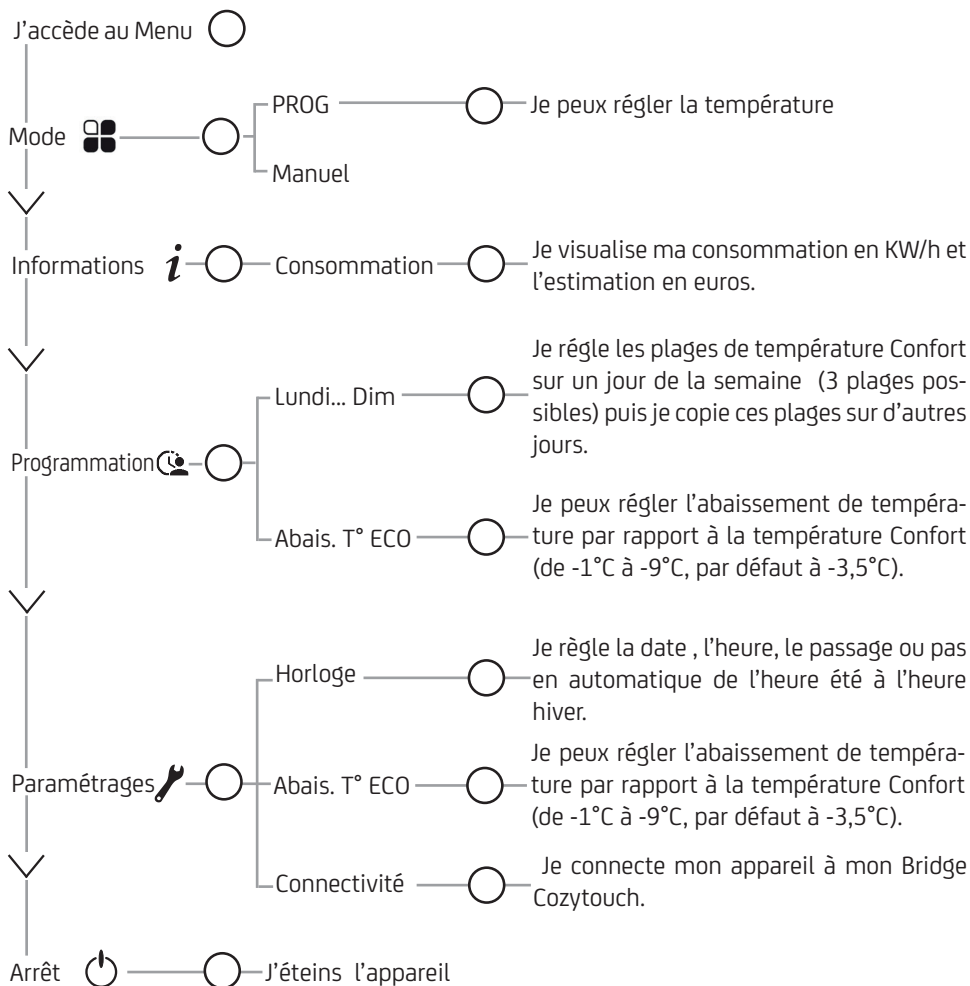 J'accède au Menu
PROG
Je peux régler la température
Mode
Manuel
Informations
i
Consommation
Je visualise ma consommation en KW/h et
l'estimation en euros.
Je régle les plages de température Confort
sur un jour de la semaine (3 plages pos-
sibles) puis je copie ces plages sur d'autres
jours.
Lundi... Dim
Programmation
Je peux régler l'abaissement de tempéra-
ture par rapport à la température Confort
(de -1°C à -9°C, par défaut à -3,5°C).
Abais. T° ECO
Je règle la date , l'heure, le passage ou pas
en automatique de l'heure été à l'heure
hiver.
Horloge
Paramétrages
Abais. T° ECO
Je peux régler l'abaissement de tempéra-
ture par rapport à la température Confort
(de -1°C à -9°C, par défaut à -3,5°C).
Connectivité
Je connecte mon appareil à mon Bridge
Cozytouch.
Arrêt
J'éteins l'appareil